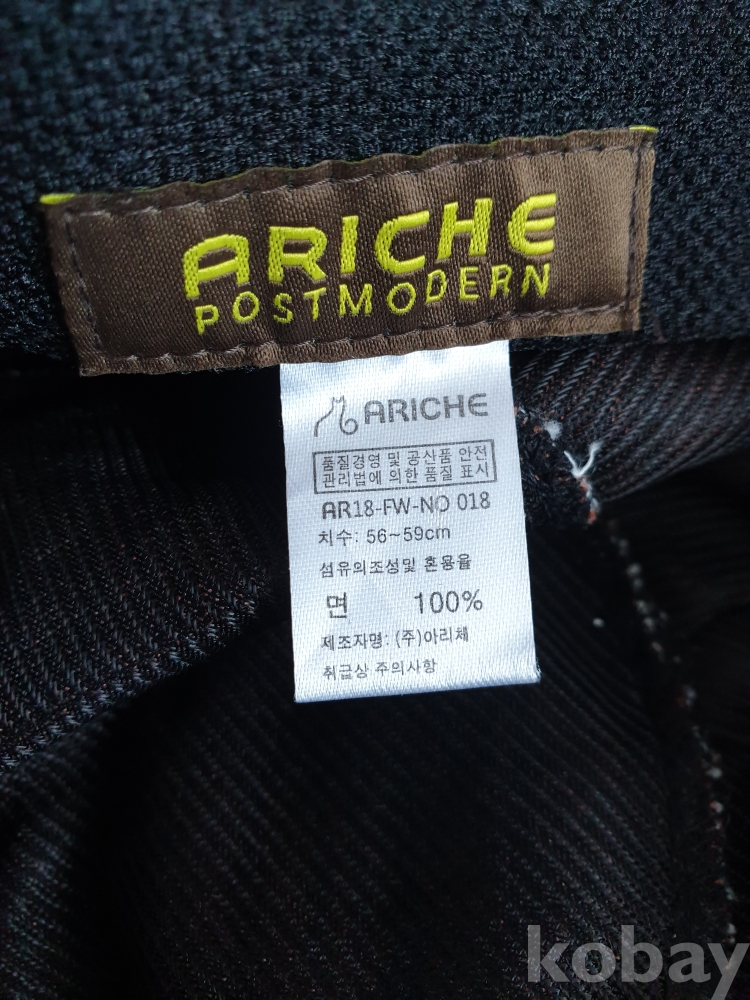 ARICHE
POSTMODERN
ARICHE
품질경영 및 공산품 안전
관리법에 의한 품질 표시
AR18-FW-NO 018
치수: 56~59cm
섬유의조성및 혼용율
면 100%
제조자명: (주)아리체
취급상 주의사항
kobay